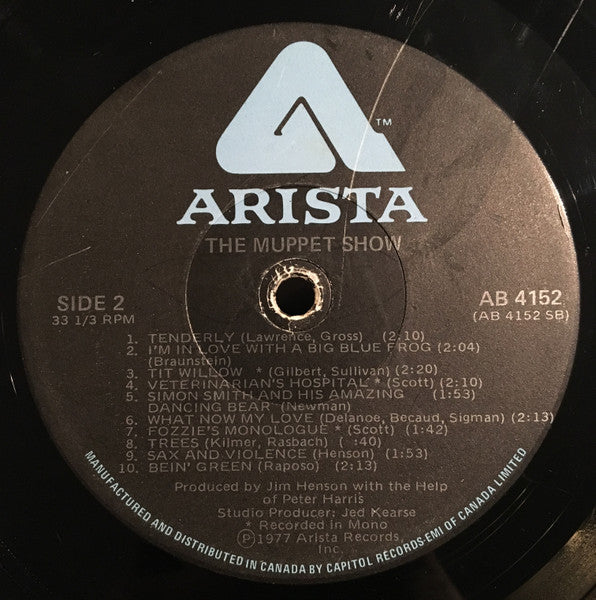 TM
ARISTA
THE MUPPET SHOW
SIDE 2
33 1/3 RPM
AB 4152
(AB 4152 SB)
1. TENDERLY (Lawrence, Gross) (2:10)
2. I'M IN LOVE WITH A BIG BLUE FROG (2:04)
(Braunstein)
3. TIT WILLOW * (Gilbert, Sullivan) (2:20)
4. VETERINARIAN'S HOSPITAL * (Scott) (2:10)
5. SIMON SMITH AND HIS AMAZING (1:53)
DANCING BEAR (Newman)
6. WHAT NOW MY LOVE (Delanoe, Becaud, Sigman) (2:13)
7. FOZZIE'S MONOLOGUE * (Scott) (1:42)
8. TREES (Kilmer, Rasbach) ( :40)
9. SAX AND VIOLENCE (Henson) (1:53)
10. BEIN' GREEN (Raposo) (2:13)
Produced by Jim Henson with the Help
of Peter Harris
Studio Producer: Jed Kearse
* Recorded in Mono
Ⓟ1977 Arista Records,
Inc.
MANUFACTURED AND DISTRIBUTED IN CANADA BY CAPITOL RECORDS-EMI OF CANADA LIMITED